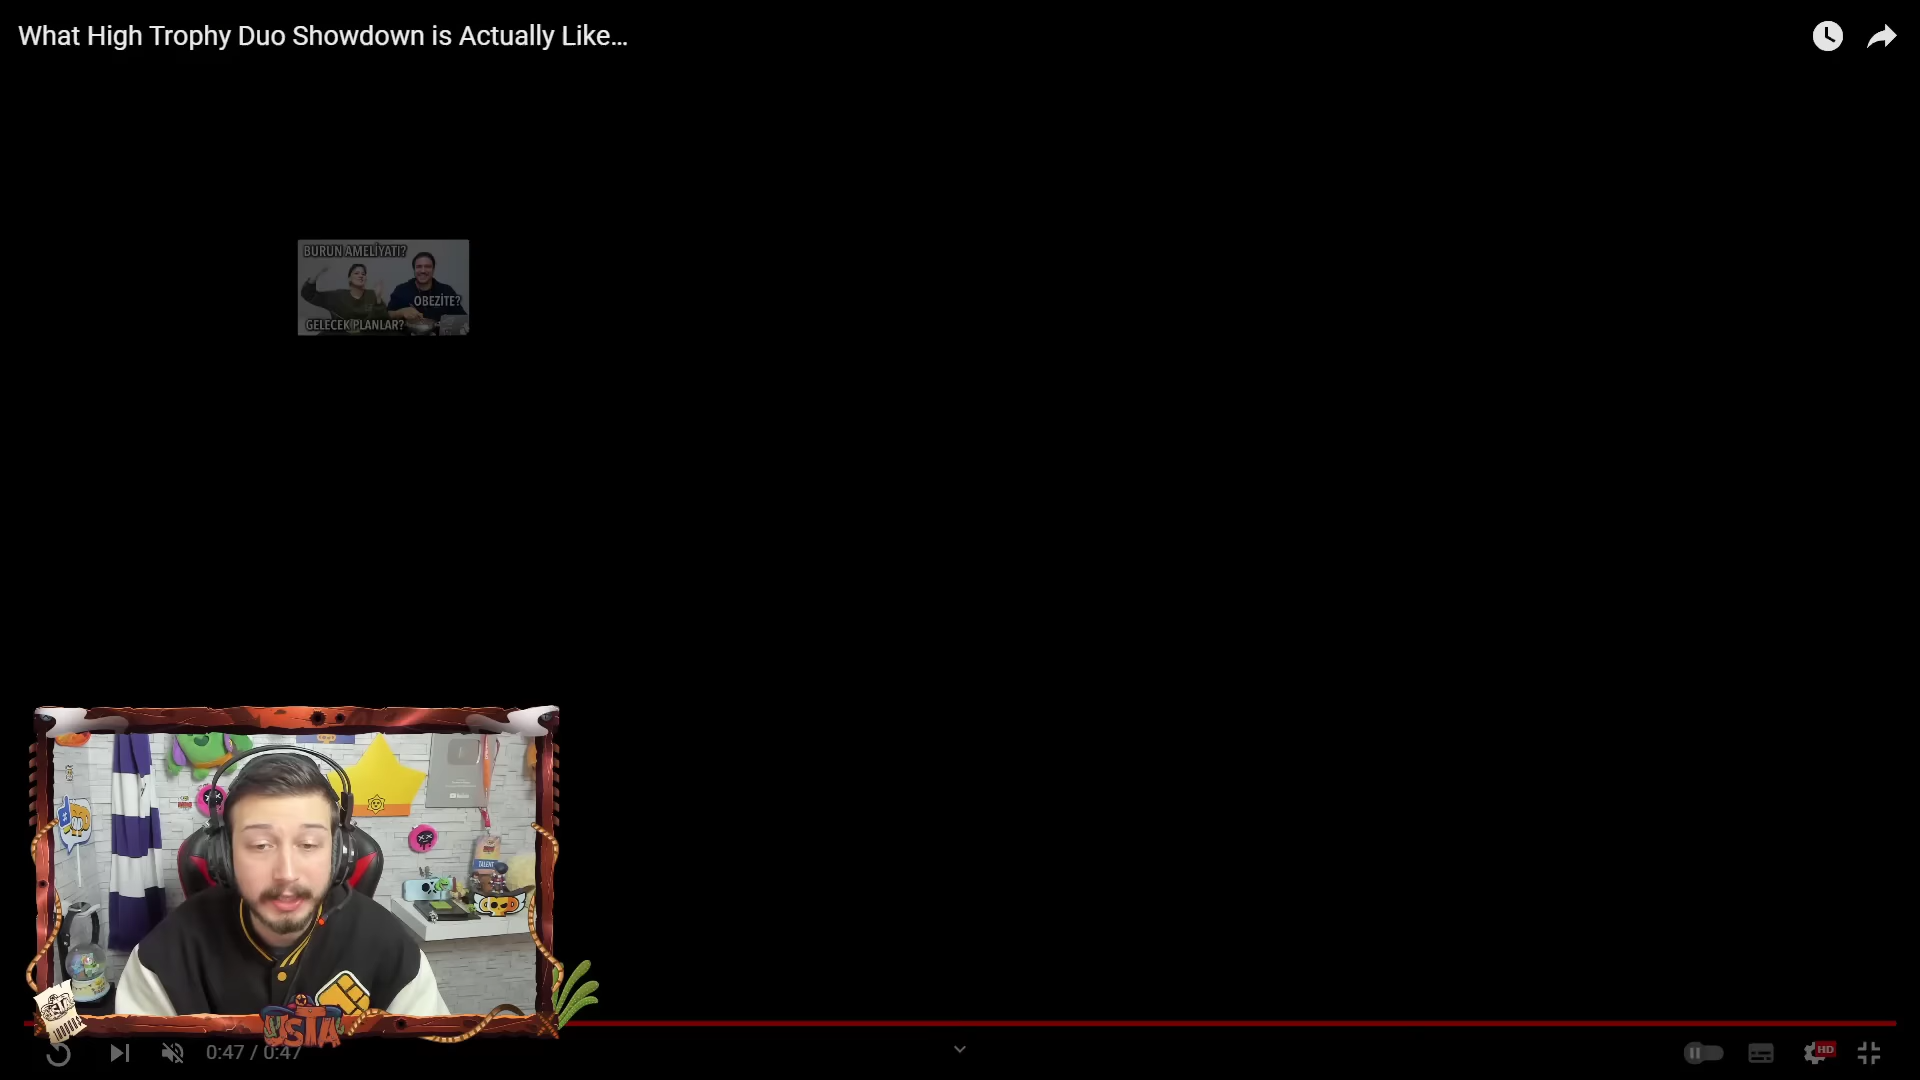 What High Trophy Duo Showdown is Actually Like...
BURUN AMELİYATI?
OBEZİTE?
GELECEK PLANLAR?
TALENT
USTA
0:47 / 0:47
HD